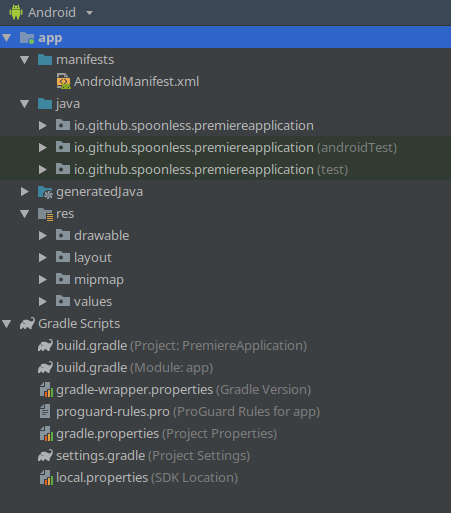 Android
app
manifests
AndroidManifest.xml
java
io.github.spoonless.premiereapplication
io.github.spoonless.premiereapplication (androidTest)
io.github.spoonless.premiereapplication (test)
generatedJava
res
drawable
layout
mipmap
values
Gradle Scripts
build.gradle (Project: PremiereApplication)
build.gradle (Module: app)
gradle-wrapper.properties (Gradle Version)
proguard-rules.pro (ProGuard Rules for app)
gradle.properties (Project Properties)
settings.gradle (Project Settings)
local.properties (SDK Location)